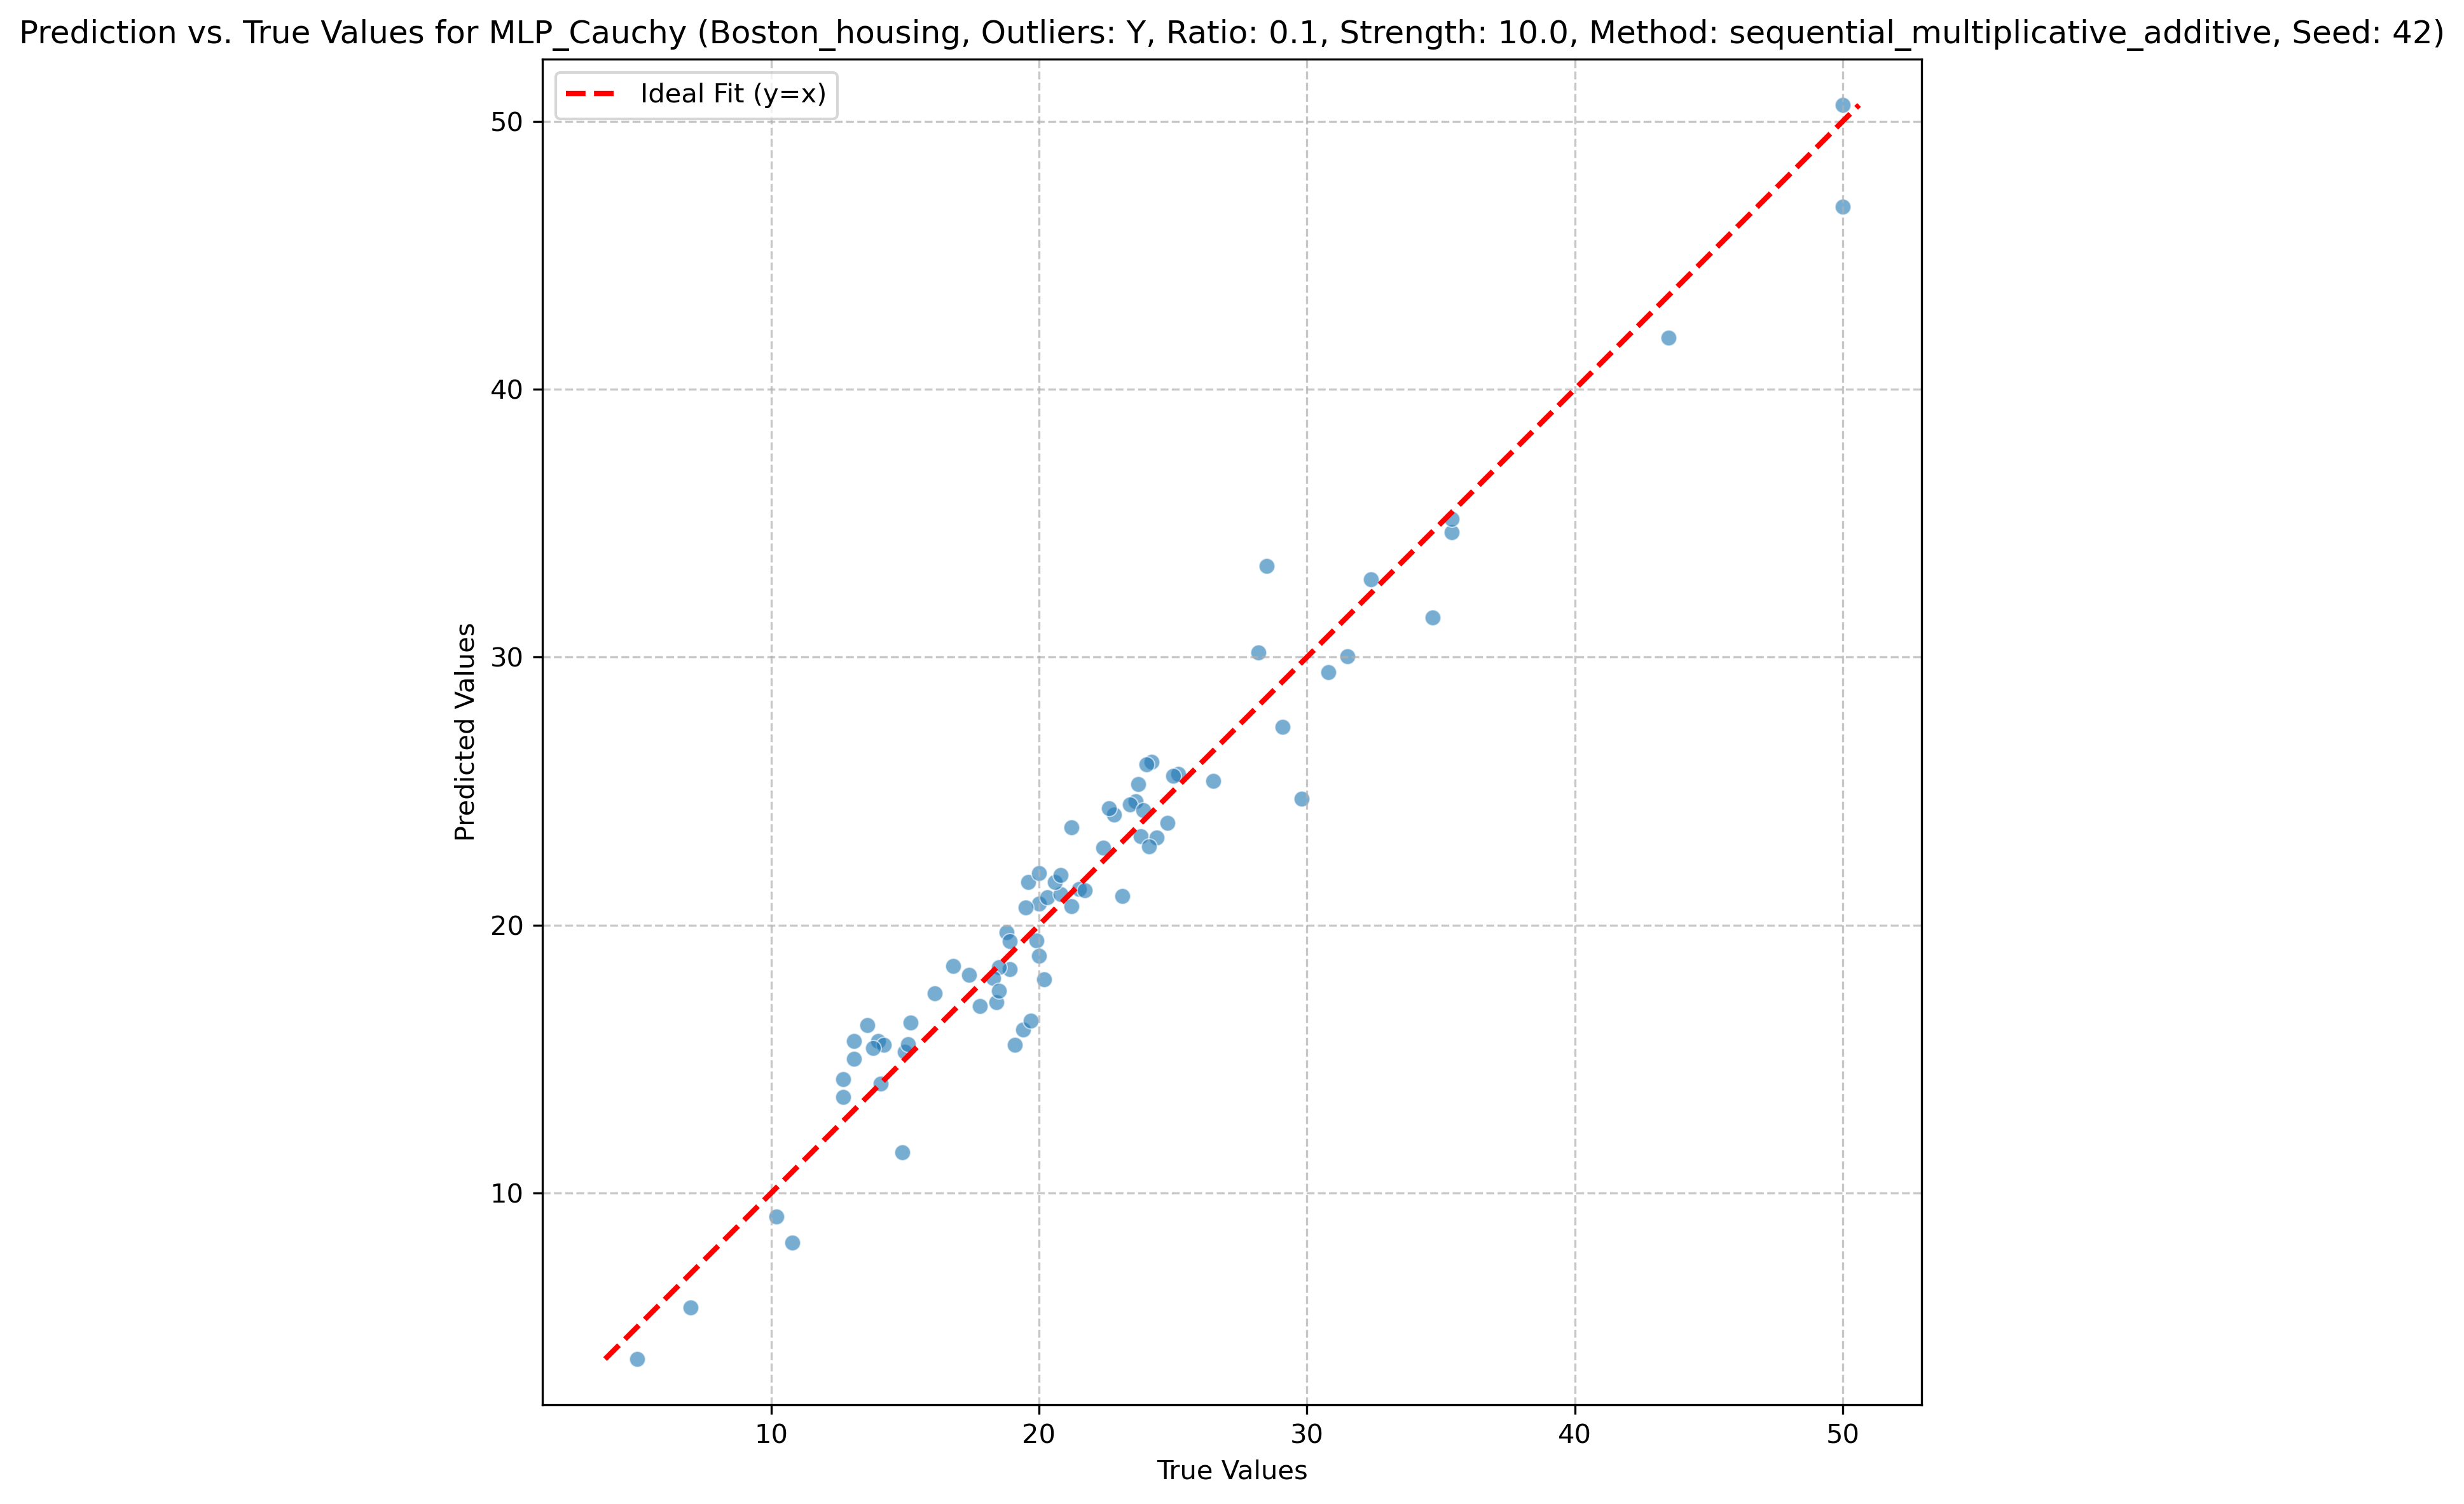 Prediction vs. True Values for MLP_Cauchy (Boston_housing, Outliers: Y, Ratio: 0.1, Strength: 10.0, Method: sequential_multiplicative_additive, Seed: 42)
Ideal Fit (y=x)
Predicted Values
50
40
30
20
10
10 20 30 40 50
True Values